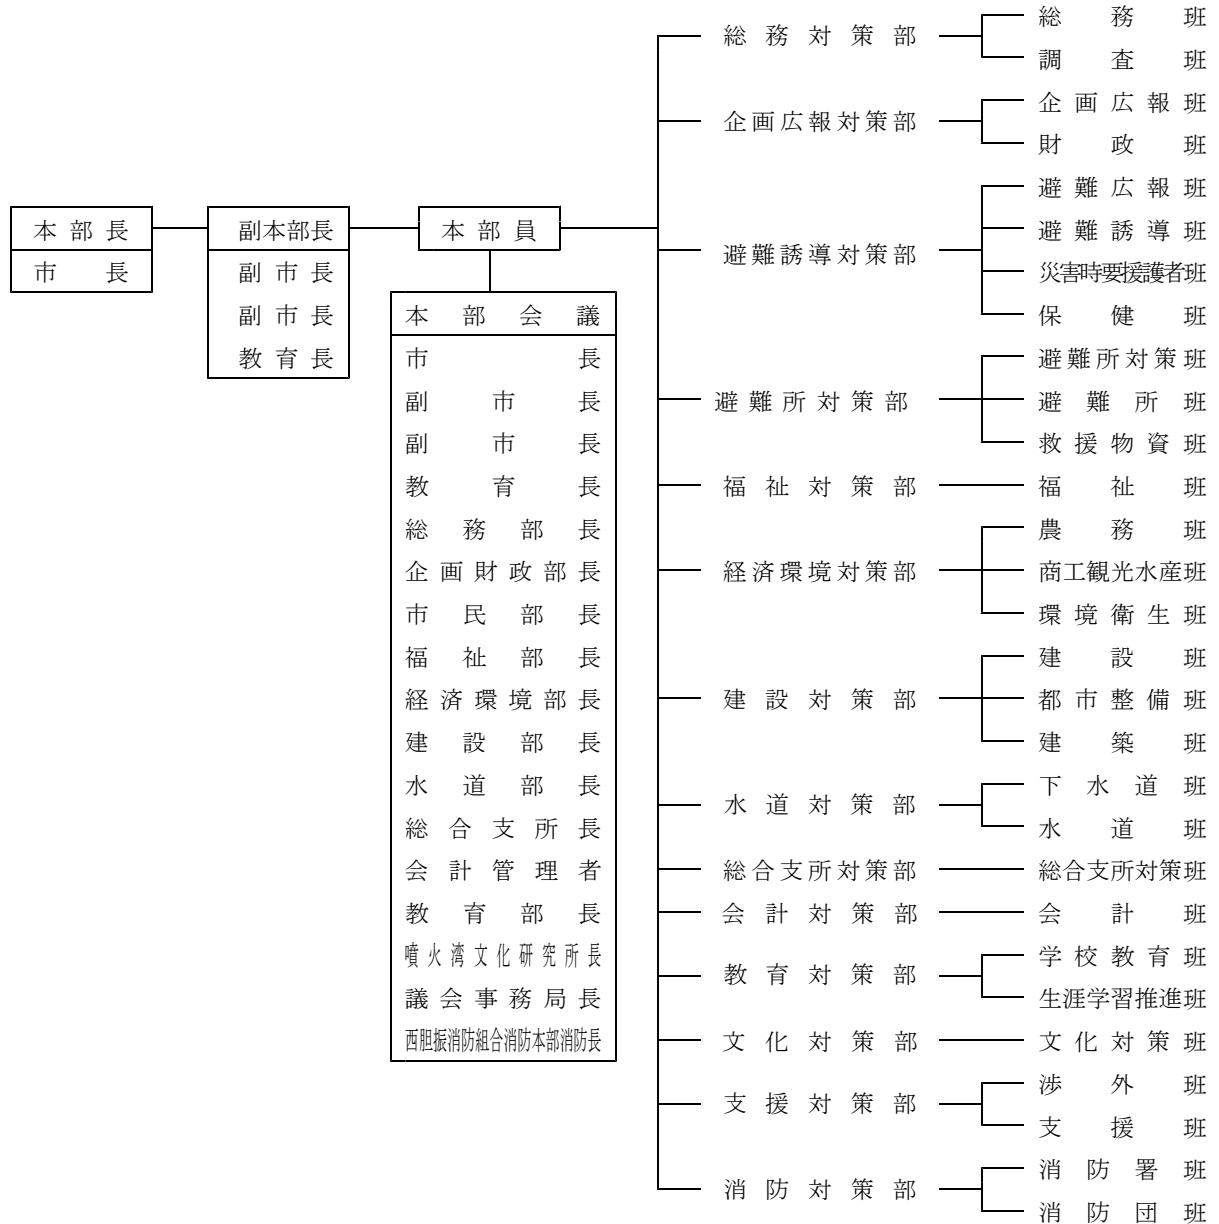 本部長
市長
副本部長
副市長
副市長
教育長
本部員
本部会議
市長
副市長
副市長
教育長
総務部長
企画財政部長
市民部長
福祉部長
経済環境部長
建設部長
水道部長
総合支所長
会計管理者
教育部長
噴火湾文化研究所長
議会事務局長
西胆振消防組合消防本部消防長
総務対策部
総務班
調査班
企画広報対策部
企画広報班
財政班
避難誘導対策部
避難広報班
避難誘導班
災害時要援護者班
保健班
避難所対策部
避難所対策班
避難所班
救援物資班
福祉対策部
福祉班
経済環境対策部
農務班
商工観光水産班
環境衛生班
建設対策部
建設班
都市整備班
建築班
水道対策部
下水道班
水道班
総合支所対策部
総合支所対策班
会計対策部
会計班
教育対策部
学校教育班
生涯学習推進班
文化対策部
文化対策班
支援対策部
渉外班
支援班
消防対策部
消防署班
消防団班